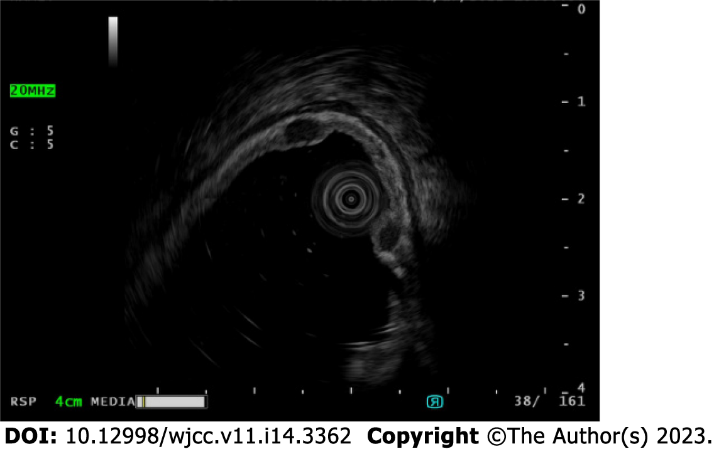 0
20MHz
1
G : 5
C : 5
2
3
4
RSP 4cm MEDIA 38/ 161
DOI: 10.12998/wjcc.v11.i14.3362 Copyright ©The Author(s) 2023.